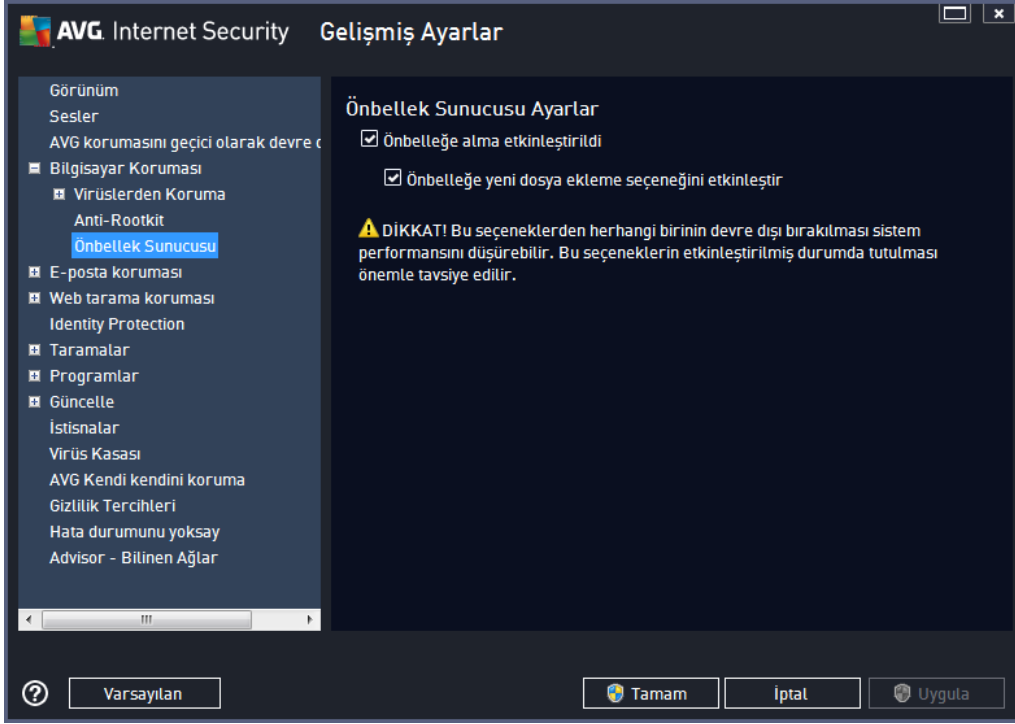 AVG. Internet Security Gelişmiş Ayarlar
Görünüm
Sesler
AVG korumasını geçici olarak devre
Bilgisayar Koruması
Virüslerden Koruma
Anti-Rootkit
Önbellek Sunucusu
E-posta koruması
Web tarama koruması
Identity Protection
Taramalar
Programlar
Güncelle
İstisnalar
Virüs Kasası
AVG Kendi kendini koruma
Gizlilik Tercihleri
Hata durumunu yoksay
Advisor - Bilinen Ağlar
Önbellek Sunucusu Ayarlar
Önbelleğe alma etkinleştirildi
Önbelleğe yeni dosya ekleme seçeneğini etkinleştir
DİKKAT! Bu seçeneklerden herhangi birinin devre dışı bırakılması sistem
performansını düşürebilir. Bu seçeneklerin etkinleştirilmiş durumda tutulması
önemle tavsiye edilir.
Varsayılan
Tamam
İptal
Uygula